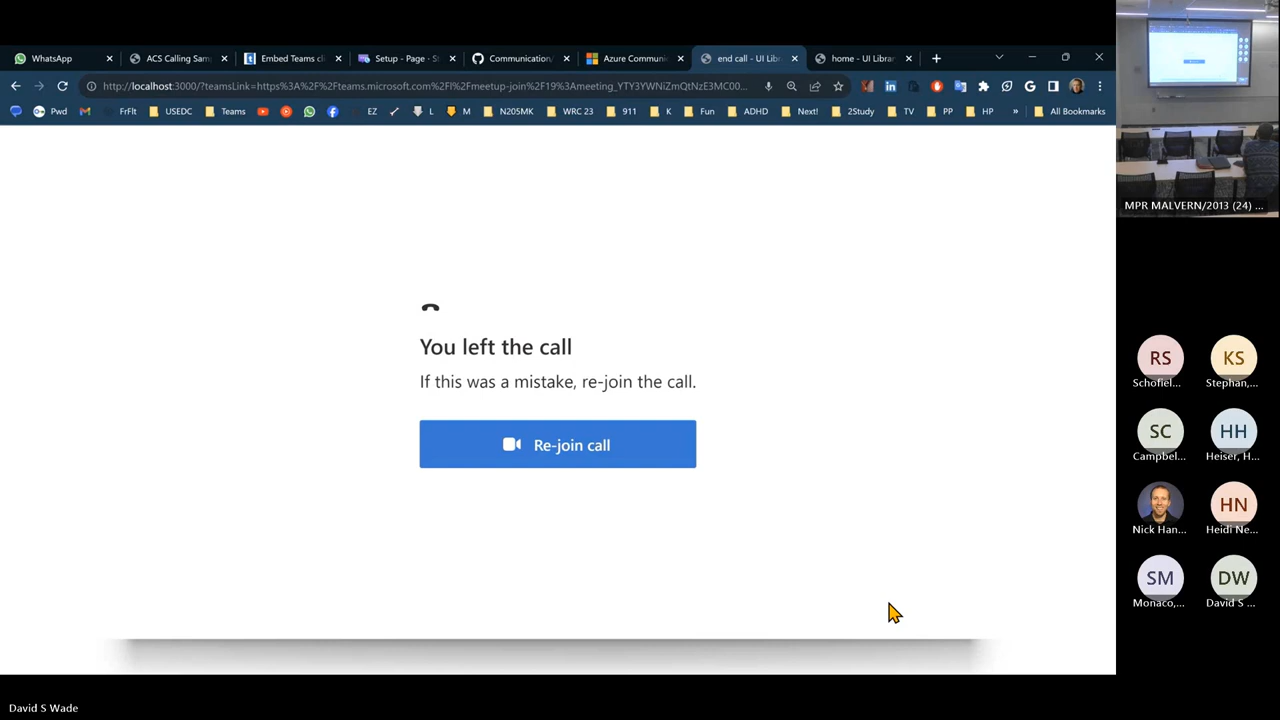 WhatsApp
ACS Calling Sam
Embed Teams cl
Setup - Page - St
Communication/
Azure Communic
end call - UI Libr
home - UI Librar
http://localhost:3000/?teamsLink=https%3A%2F%2Fteams.microsoft.com%2Fl%2Fmeetup-join%2F19%3Ameeting_YTY3YWNiZmQtNzE3MC00...
Pwd
FrFlt
USEDC
Teams
EZ
L
M
N205MK
WRC 23
911
K
Fun
ADHD
Next!
2Study
TV
PP
HP
»
All Bookmarks
You left the call
If this was a mistake, re-join the call.
Re-join call
MPR MALVERN/2013 (24) ...
RS
Schofiel...
KS
Stephan,...
SC
Campbel...
HH
Heiser, H...
Nick Han...
HN
Heidi Ne...
SM
Monaco,...
DW
David S ...
David S Wade